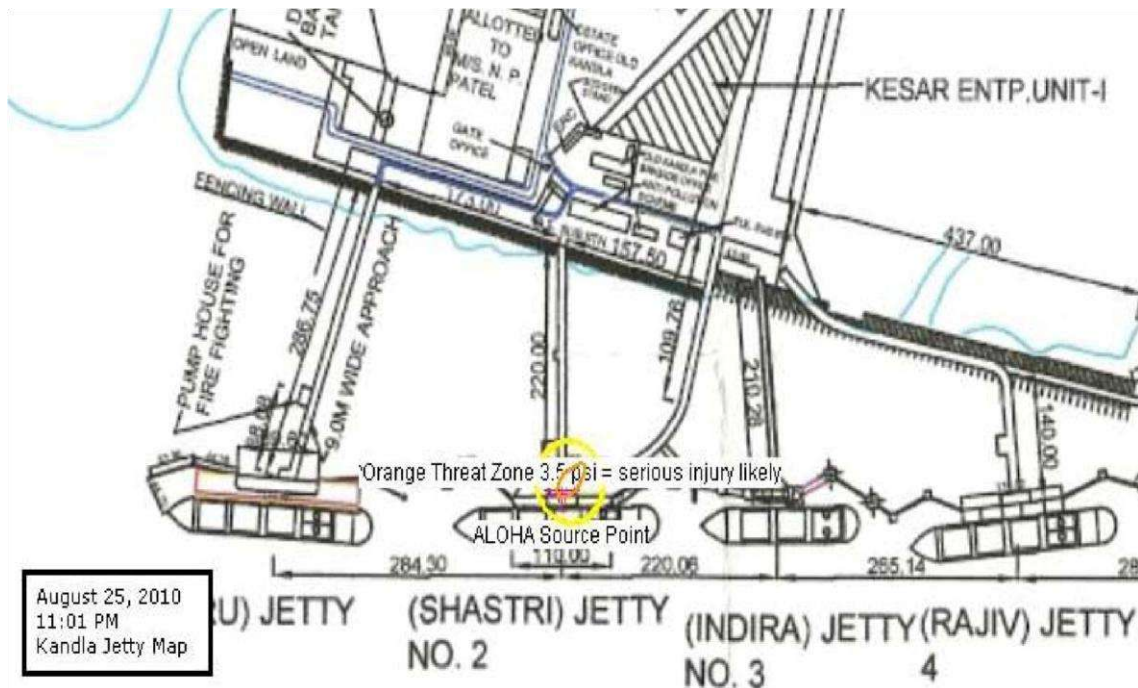 ALLOTTED
TO
M/S. N. P.
PATEL
OPEN LAND
ESTATE
OFFICE OLD
KANDLA
KESAR ENTP.UNIT-I
GATE
OFFICE
FENCING WALL
173.00
157.50
437.00
PUMP HOUSE FOR
FIRE FIGHTING
286.75
9.0M WIDE APPROACH
220.00
109.76
210.28
140.00
Orange Threat Zone 3.5 psi = serious injury likely
ALOHA Source Point
110.00
284.30
220.06
265.14
August 25, 2010
11:01 PM
Kandla Jetty Map
RU) JETTY
(SHASTRI) JETTY
NO. 2
(INDIRA) JETTY
NO. 3
(RAJIV) JETTY
4